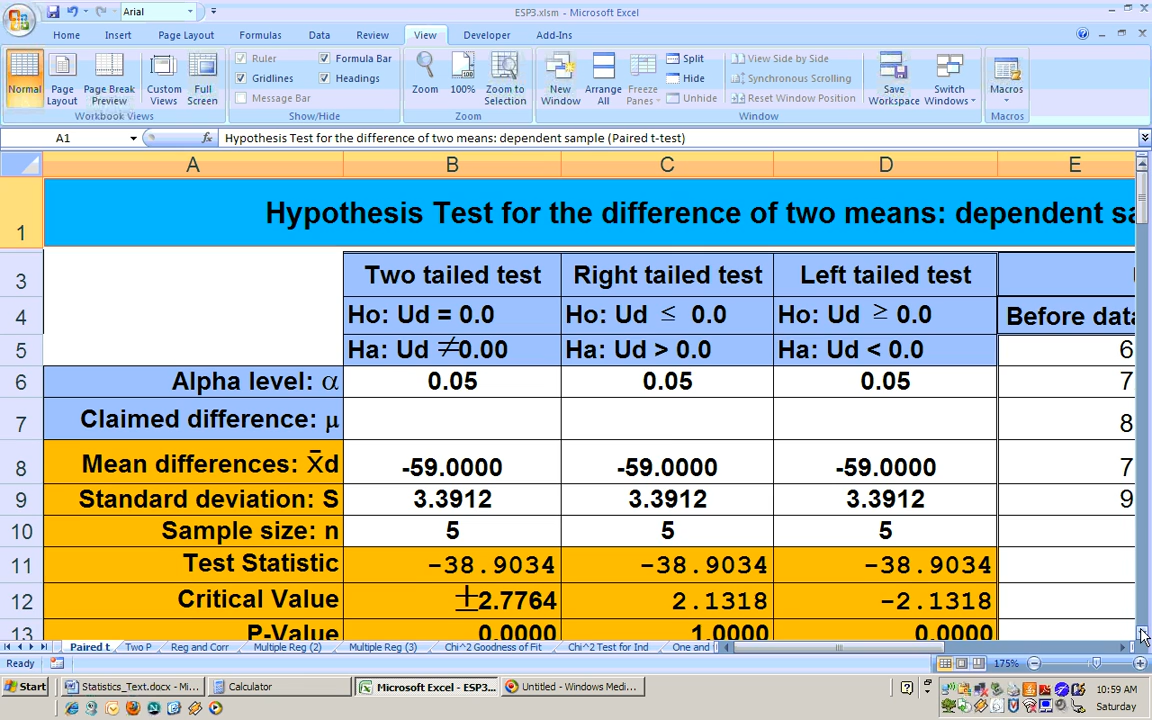 ESP3.xlsm - Microsoft Excel
Arial
Home Insert Page Layout Formulas Data Review View Developer Add-Ins
Ruler Formula Bar
Gridlines Headings
Message Bar
Normal Page Layout Page Break Preview Custom Views Full Screen
Zoom 100% Zoom to Selection
New Window Arrange All Freeze Panes
Split
Hide
Unhide
View Side by Side
Synchronous Scrolling
Reset Window Position
Save Workspace Switch Windows Macros
Workbook Views Show/Hide Zoom Window Macros
A1 fx Hypothesis Test for the difference of two means: dependent sample (Paired t-test)
A B C D E
1 Hypothesis Test for the difference of two means: dependent sa
3 Two tailed test Right tailed test Left tailed test
4 Ho: Ud = 0.0 Ho: Ud ≤ 0.0 Ho: Ud ≥ 0.0 Before data
5 Ha: Ud ≠0.00 Ha: Ud > 0.0 Ha: Ud < 0.0 6
6 Alpha level: α 0.05 0.05 0.05 7
7 Claimed difference: μ 8
8 Mean differences: x̄d -59.0000 -59.0000 -59.0000 7
9 Standard deviation: S 3.3912 3.3912 3.3912 9
10 Sample size: n 5 5 5
11 Test Statistic -38.9034 -38.9034 -38.9034
12 Critical Value ±2.7764 2.1318 -2.1318
13 P-Value 0.0000 1.0000 0.0000
Paired t Two P Reg and Corr Multiple Reg (2) Multiple Reg (3) Chi^2 Goodness of Fit Chi^2 Test for Ind One and
Ready 175%
Start Statistics_Text.docx - Mi... Calculator Microsoft Excel - ESP3... Untitled - Windows Medi... 10:59 AM
Saturday